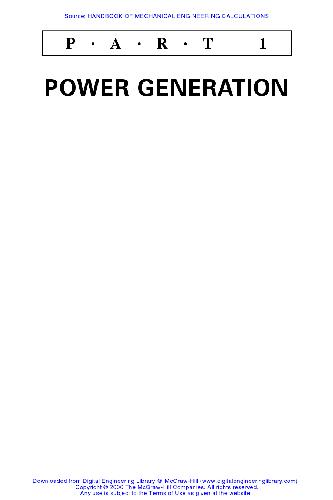 Source: HANDBOOK OF MECHANICAL ENGINEERING CALCULATIONS
P • A • R • T 1
POWER GENERATION
Downloaded from Digital Engineering Library @ McGraw-Hill (www.digitalengineeringlibrary.com)
Copyright © 2006 The McGraw-Hill Companies. All rights reserved.
Any use is subject to the Terms of Use as given at the website.